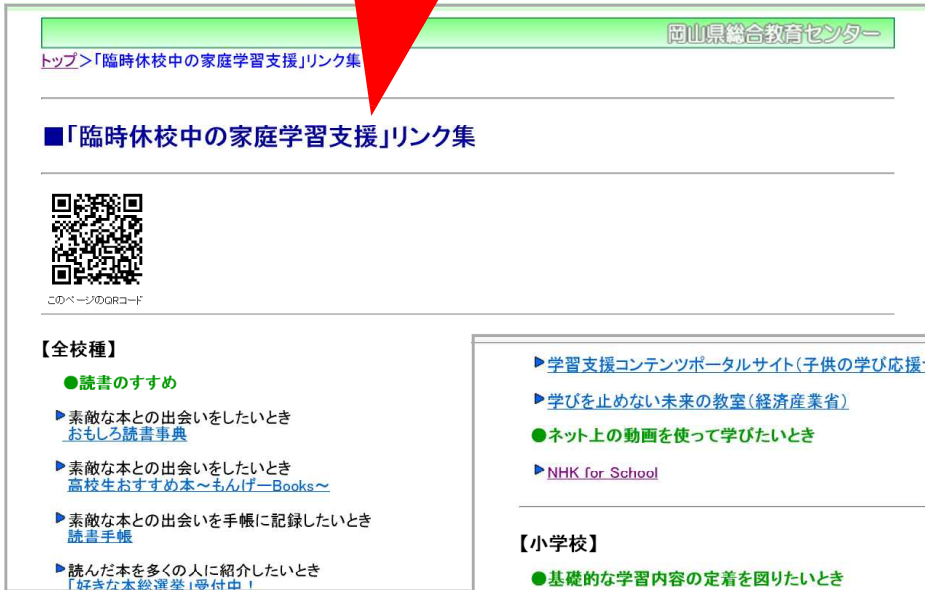 岡山県総合教育センター
トップ>「臨時休校中の家庭学習支援」リンク集
■「臨時休校中の家庭学習支援」リンク集
このページのQRコード
【全校種】
●読書のすすめ
素敵な本との出会いをしたいとき
おもしろ読書事典
素敵な本との出会いをしたいとき
高校生おすすめ本～もんげーBooks～
素敵な本との出会いを手帳に記録したいとき
読書手帳
読んだ本を多くの人に紹介したいとき
「好きな本総選挙」受付中！
学習支援コンテンツポータルサイト(子供の学び応援
学びを止めない未来の教室(経済産業省)
●ネット上の動画を使って学びたいとき
NHK for School
【小学校】
●基礎的な学習内容の定着を図りたいとき